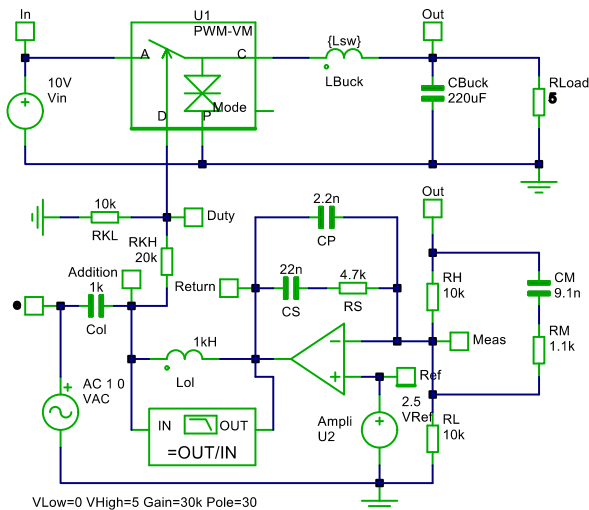 In
U1
PWM-VM
A
C
D
P
Mode
{Lsw}
LBuck
Out
10V
Vin
CBuck
220uF
RLoad
5
10k
RKL
Duty
RKH
20k
Addition
1k
Col
Return
2.2n
CP
22n
CS
4.7k
RS
Out
RH
10k
CM
9.1n
RM
1.1k
Meas
1kH
Lol
AC 1 0
VAC
IN
OUT
=OUT/IN
Ampli
U2
Ref
2.5
VRef
RL
10k
VLow=0 VHigh=5 Gain=30k Pole=30